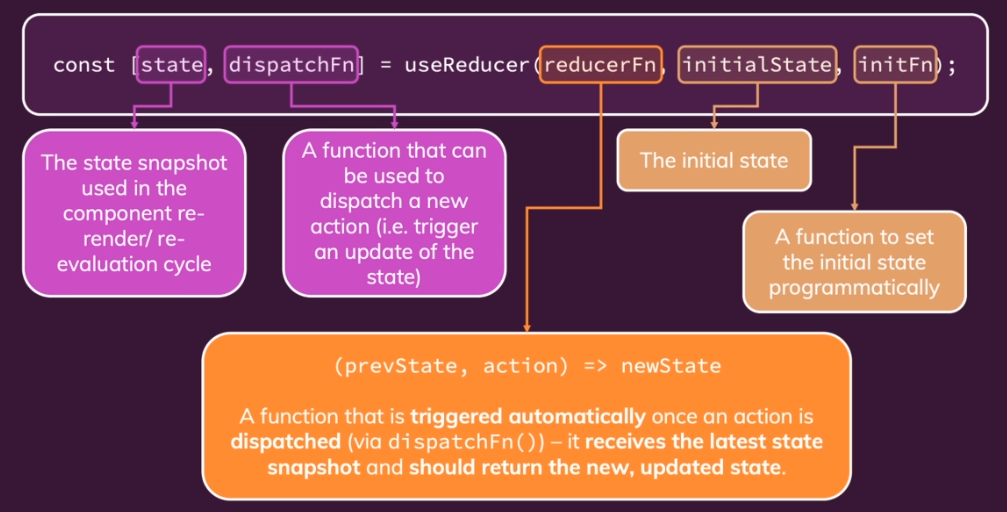 const [state, dispatchFn] = useReducer(reducerFn, initialState, initFn);
The state snapshot
used in the
component re-
render/ re-
evaluation cycle
A function that can
be used to
dispatch a new
action (i.e. trigger
an update of the
state)
The initial state
A function to set
the initial state
programmatically
(prevState, action) => newState
A function that is triggered automatically once an action is
dispatched (via dispatchFn()) – it receives the latest state
snapshot and should return the new, updated state.